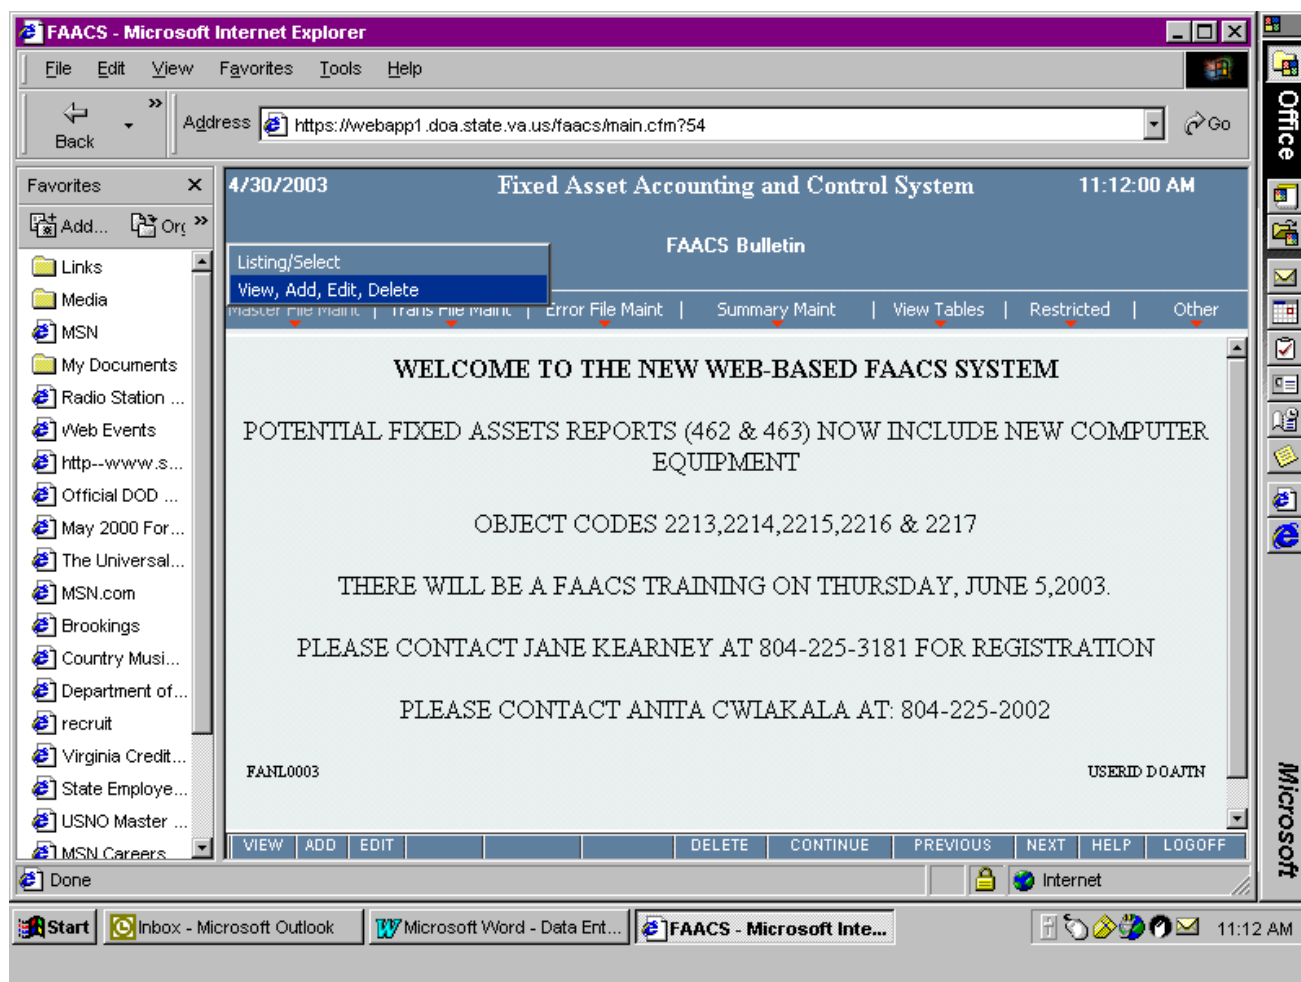 FAACS - Microsoft Internet Explorer
File Edit View Favorites Tools Help
Back » Address https://webapp1.doa.state.va.us/faacs/main.cfm?54 Go
Favorites X
Add... Org »
Links
Media
MSN
My Documents
Radio Station ...
Web Events
http--www.s...
Official DOD ...
May 2000 For...
The Universal...
MSN.com
Brookings
Country Musi...
Department of...
recruit
Virginia Credit...
State Employe...
USNO Master ...
MSN Careers
4/30/2003 Fixed Asset Accounting and Control System 11:12:00 AM
FAACS Bulletin
Listing/Select
View, Add, Edit, Delete
Master File Maint | Trans File Maint | Error File Maint | Summary Maint | View Tables | Restricted | Other
WELCOME TO THE NEW WEB-BASED FAACS SYSTEM
POTENTIAL FIXED ASSETS REPORTS (462 & 463) NOW INCLUDE NEW COMPUTER
EQUIPMENT
OBJECT CODES 2213,2214,2215,2216 & 2217
THERE WILL BE A FAACS TRAINING ON THURSDAY, JUNE 5,2003.
PLEASE CONTACT JANE KEARNEY AT 804-225-3181 FOR REGISTRATION
PLEASE CONTACT ANITA CWIAKALA AT: 804-225-2002
FANL0003 USERID DOAJTN
VIEW ADD EDIT DELETE CONTINUE PREVIOUS NEXT HELP LOGOFF
Done Internet
Office
Microsoft
Start Inbox - Microsoft Outlook Microsoft Word - Data Ent... FAACS - Microsoft Inte... 11:12 AM